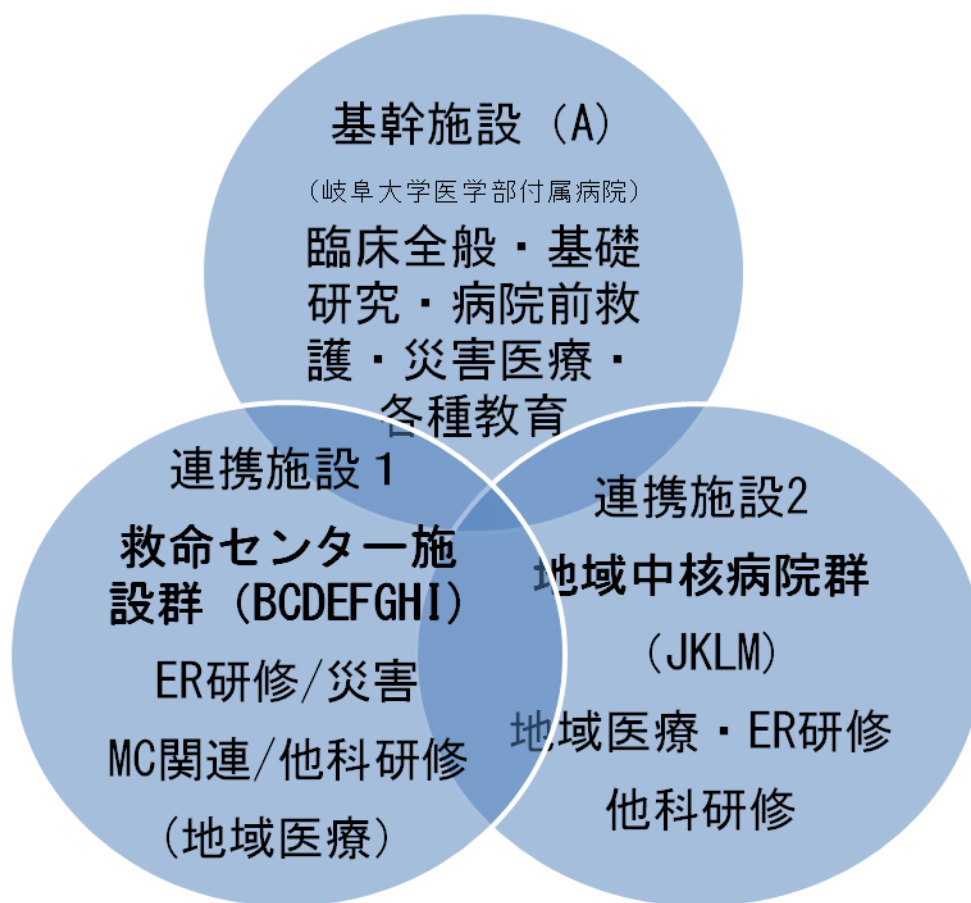 基幹施設（A）
（岐阜大学医学部付属病院）
臨床全般・基礎
研究・病院前救
護・災害医療・
各種教育
連携施設１
救命センター施
設群（BCDEFGHI）
ER研修/災害
MC関連/他科研修
(地域医療)
連携施設2
地域中核病院群
（JKLM）
地域医療・ER研修
他科研修